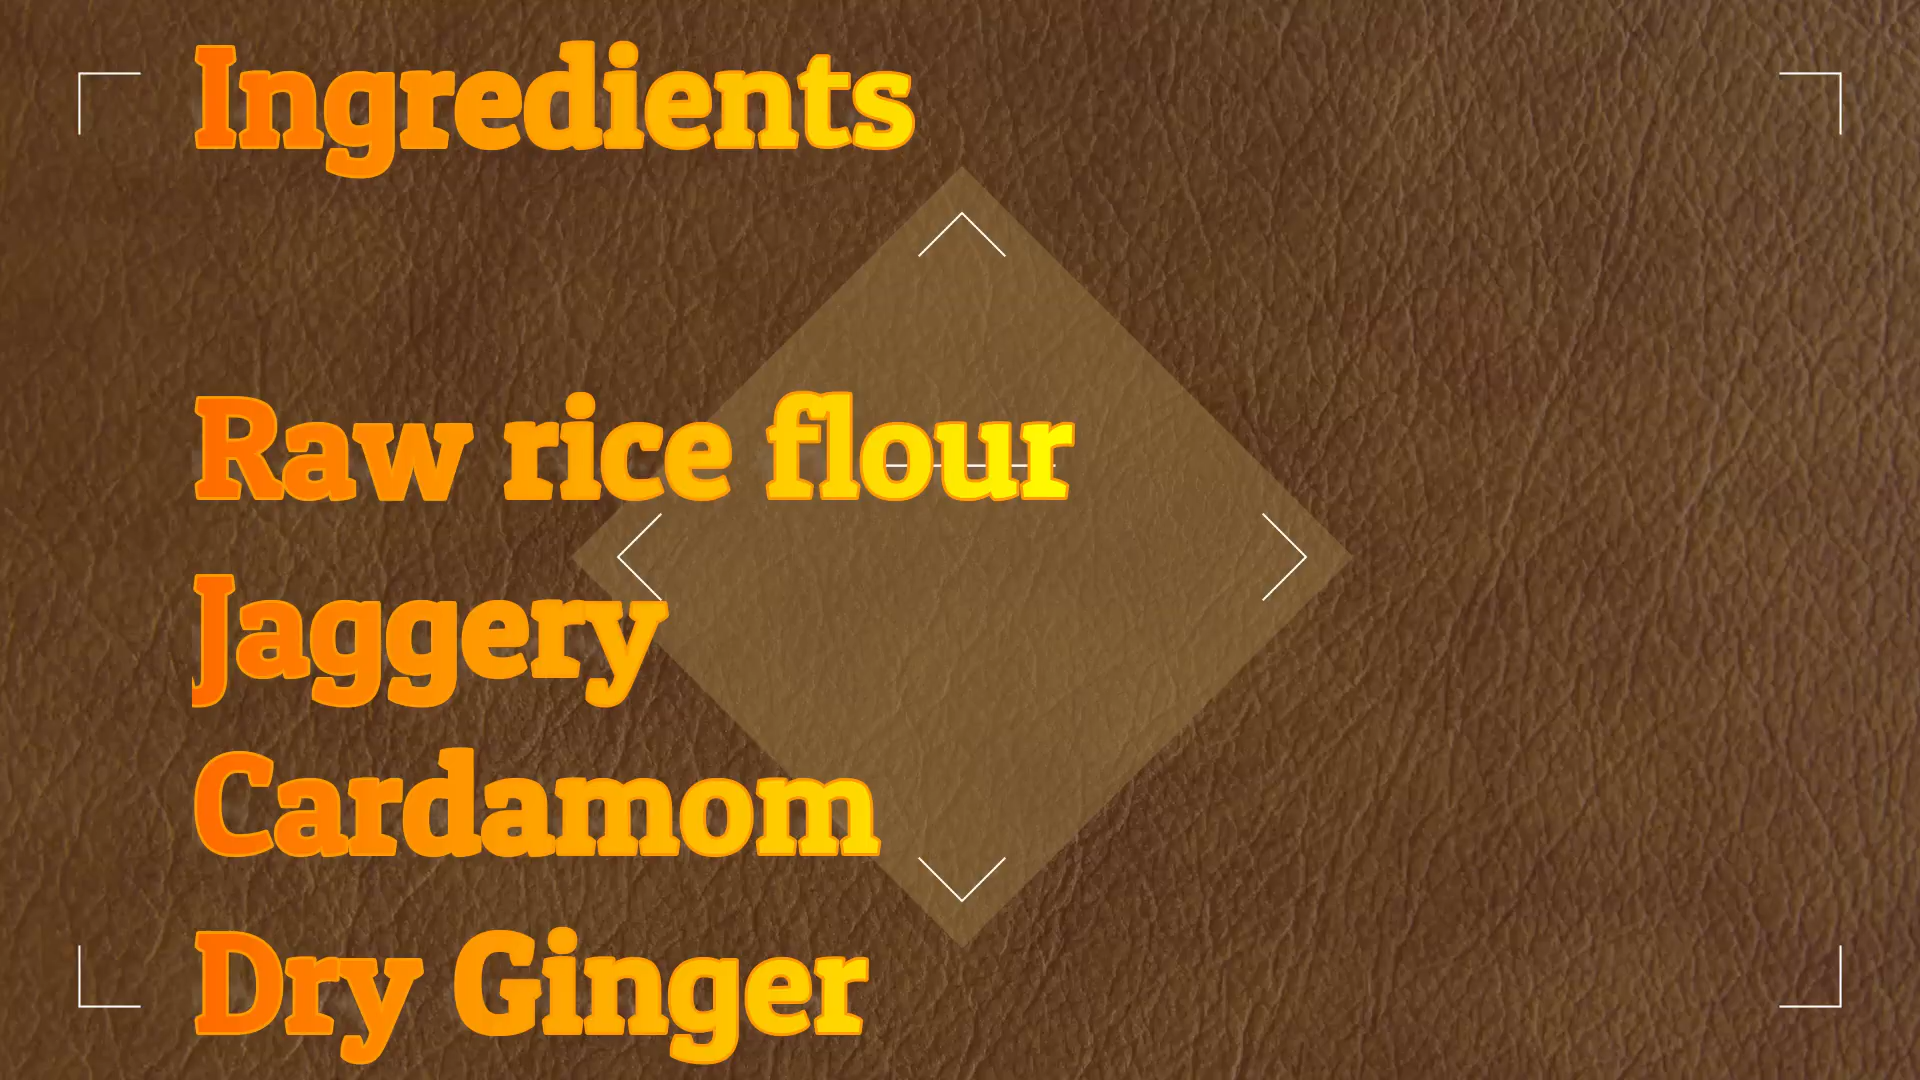 Ingredients
Raw rice flour
Jaggery
Cardamom
Dry Ginger